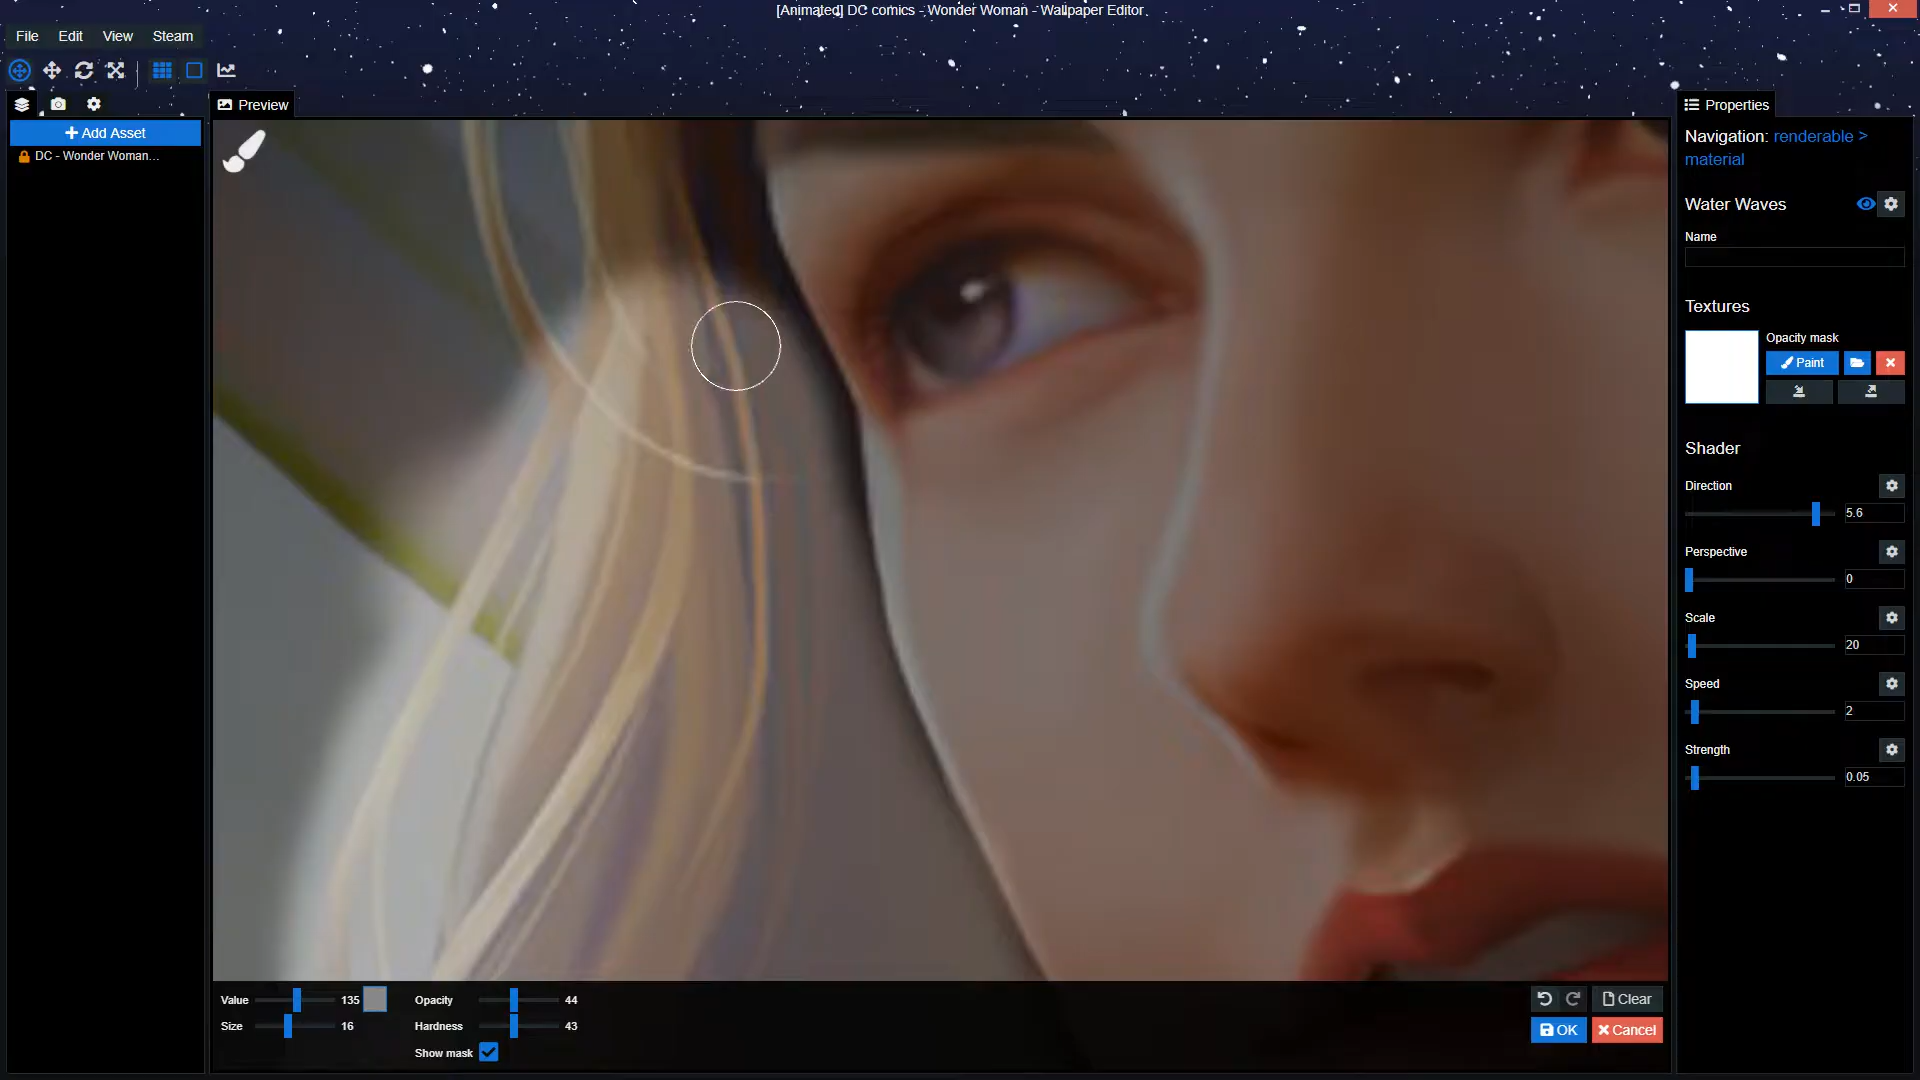 [Animated] DC comics - Wonder Woman - Wallpaper Editor
File Edit View Steam
Preview
Properties
Add Asset
DC - Wonder Woman...
Navigation: renderable >
material
Water Waves
Name
Textures
Opacity mask
Paint
Shader
Direction
5.6
Perspective
0
Scale
20
Speed
2
Strength
0.05
Value 135 Opacity 44
Size 16 Hardness 43
Show mask
Clear
OK Cancel